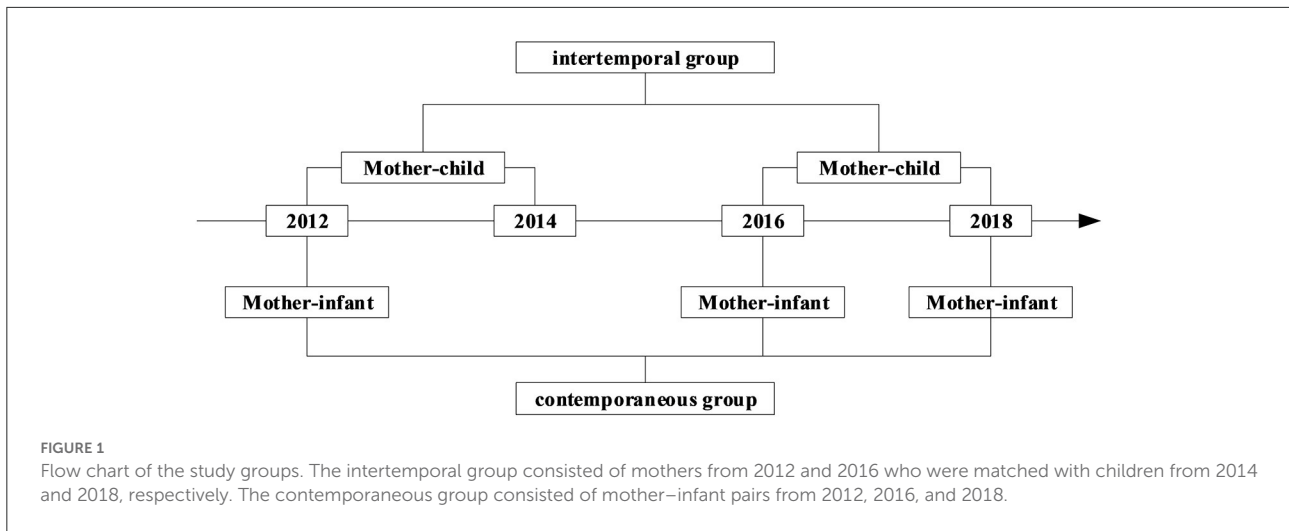 intertemporal group
Mother-child
Mother-child
2012
2014
2016
2018
Mother-infant
Mother-infant
Mother-infant
contemporaneous group
FIGURE 1
Flow chart of the study groups. The intertemporal group consisted of mothers from 2012 and 2016 who were matched with children from 2014
and 2018, respectively. The contemporaneous group consisted of mother–infant pairs from 2012, 2016, and 2018.